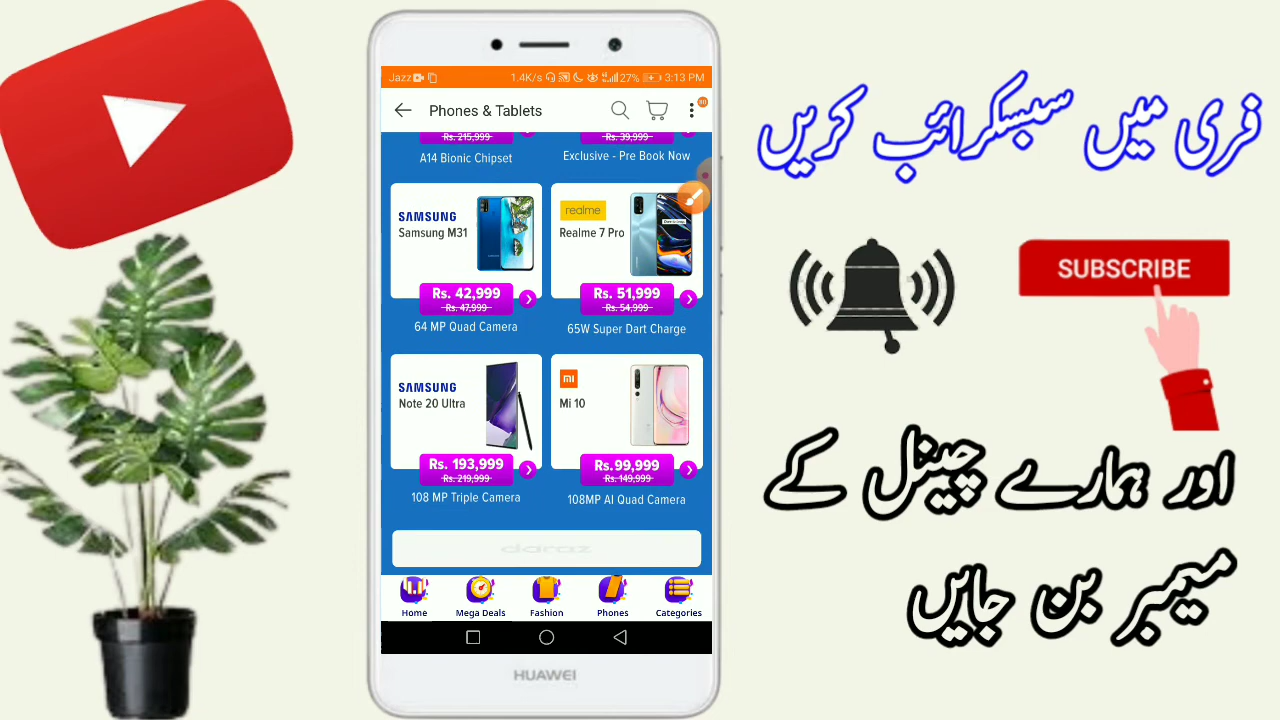 Jazz 1.4K/s 27% 3:13 PM
Phones & Tablets
40
Rs. 215,999
Rs. 39,999
A14 Bionic Chipset
Exclusive - Pre Book Now
SAMSUNG
Samsung M31
Rs. 42,999
Rs. 47,999
64 MP Quad Camera
realme
Realme 7 Pro
Rs. 51,999
Rs. 54,999
65W Super Dart Charge
SAMSUNG
Note 20 Ultra
Rs. 193,999
Rs. 219,999
108 MP Triple Camera
mi
Mi 10
Rs. 99,999
Rs. 149,999
108MP AI Quad Camera
daraz
Home
Mega Deals
Fashion
Phones
Categories
HUAWEI
فری میں سبسکرائب کریں
SUBSCRIBE
اور ہمارے چینل کے
میمبر بن جایں